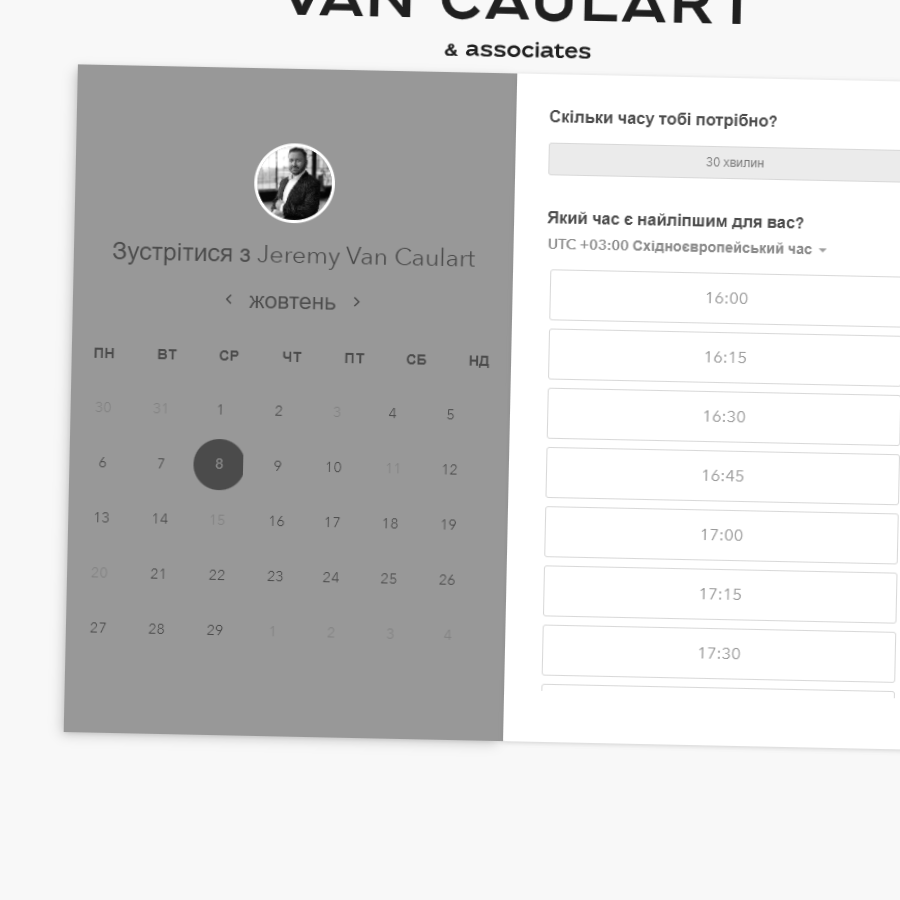 VAN CAULART
& associates
Зустрітися з Jeremy Van Caulart
‹ жовтень ›
ПН ВТ СР ЧТ ПТ СБ НД
30 31 1 2 3 4 5
6 7 8 9 10 11 12
13 14 15 16 17 18 19
20 21 22 23 24 25 26
27 28 29 1 2 3 4
Скільки часу тобі потрібно?
30 хвилин
Який час є найліпшим для вас?
UTC +03:00 Східноєвропейський час
16:00
16:15
16:30
16:45
17:00
17:15
17:30